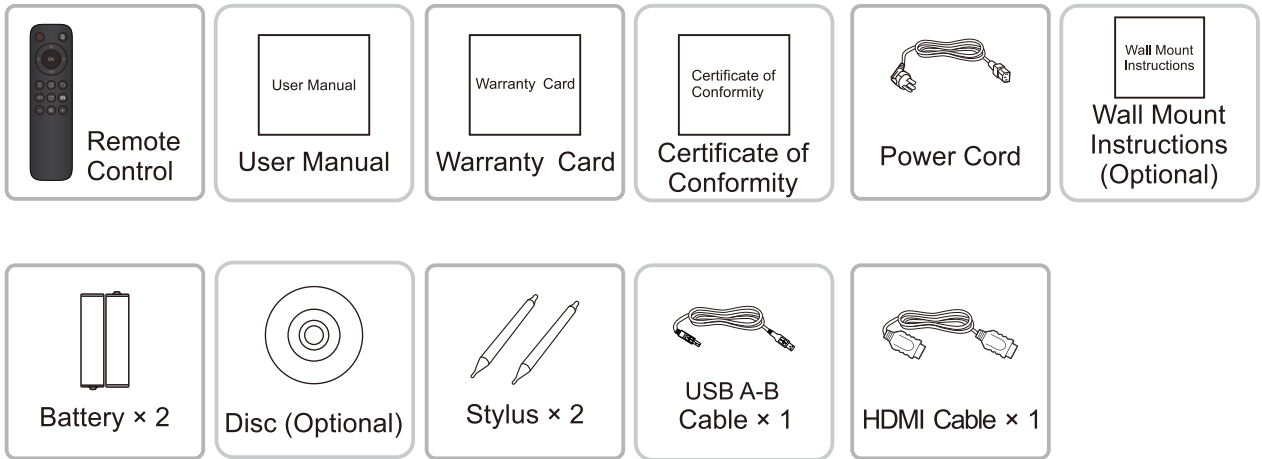 OK
Remote
Control
User Manual
User Manual
Warranty Card
Warranty Card
Certificate of
Conformity
Certificate of
Conformity
Power Cord
Wall Mount
Instructions
Wall Mount
Instructions
(Optional)
Battery × 2
Disc (Optional)
Stylus × 2
USB A-B
Cable × 1
HDMI Cable × 1